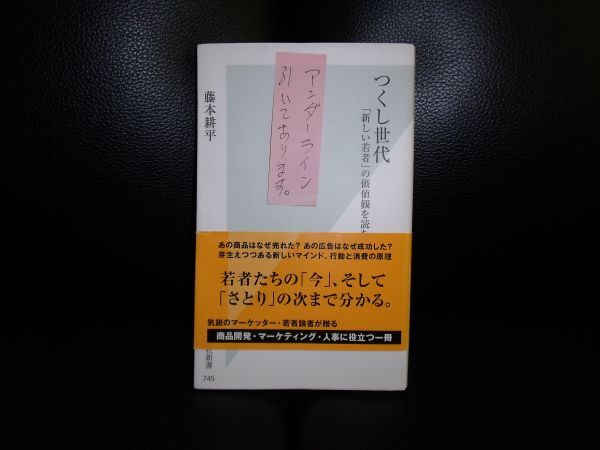 つくし世代
「新しい若者」の価値観を読
藤本耕平
アンダーライン
引いてあります。
あの商品はなぜ売れた? あの広告はなぜ成功した?
芽生えつつある新しいマインド、行動と消費の原理
若者たちの「今」、そして
「さとり」の次まで分かる。
気鋭のマーケッター・若者論者が贈る
商品開発・マーケティング・人事に役立つ一冊
社新書
745